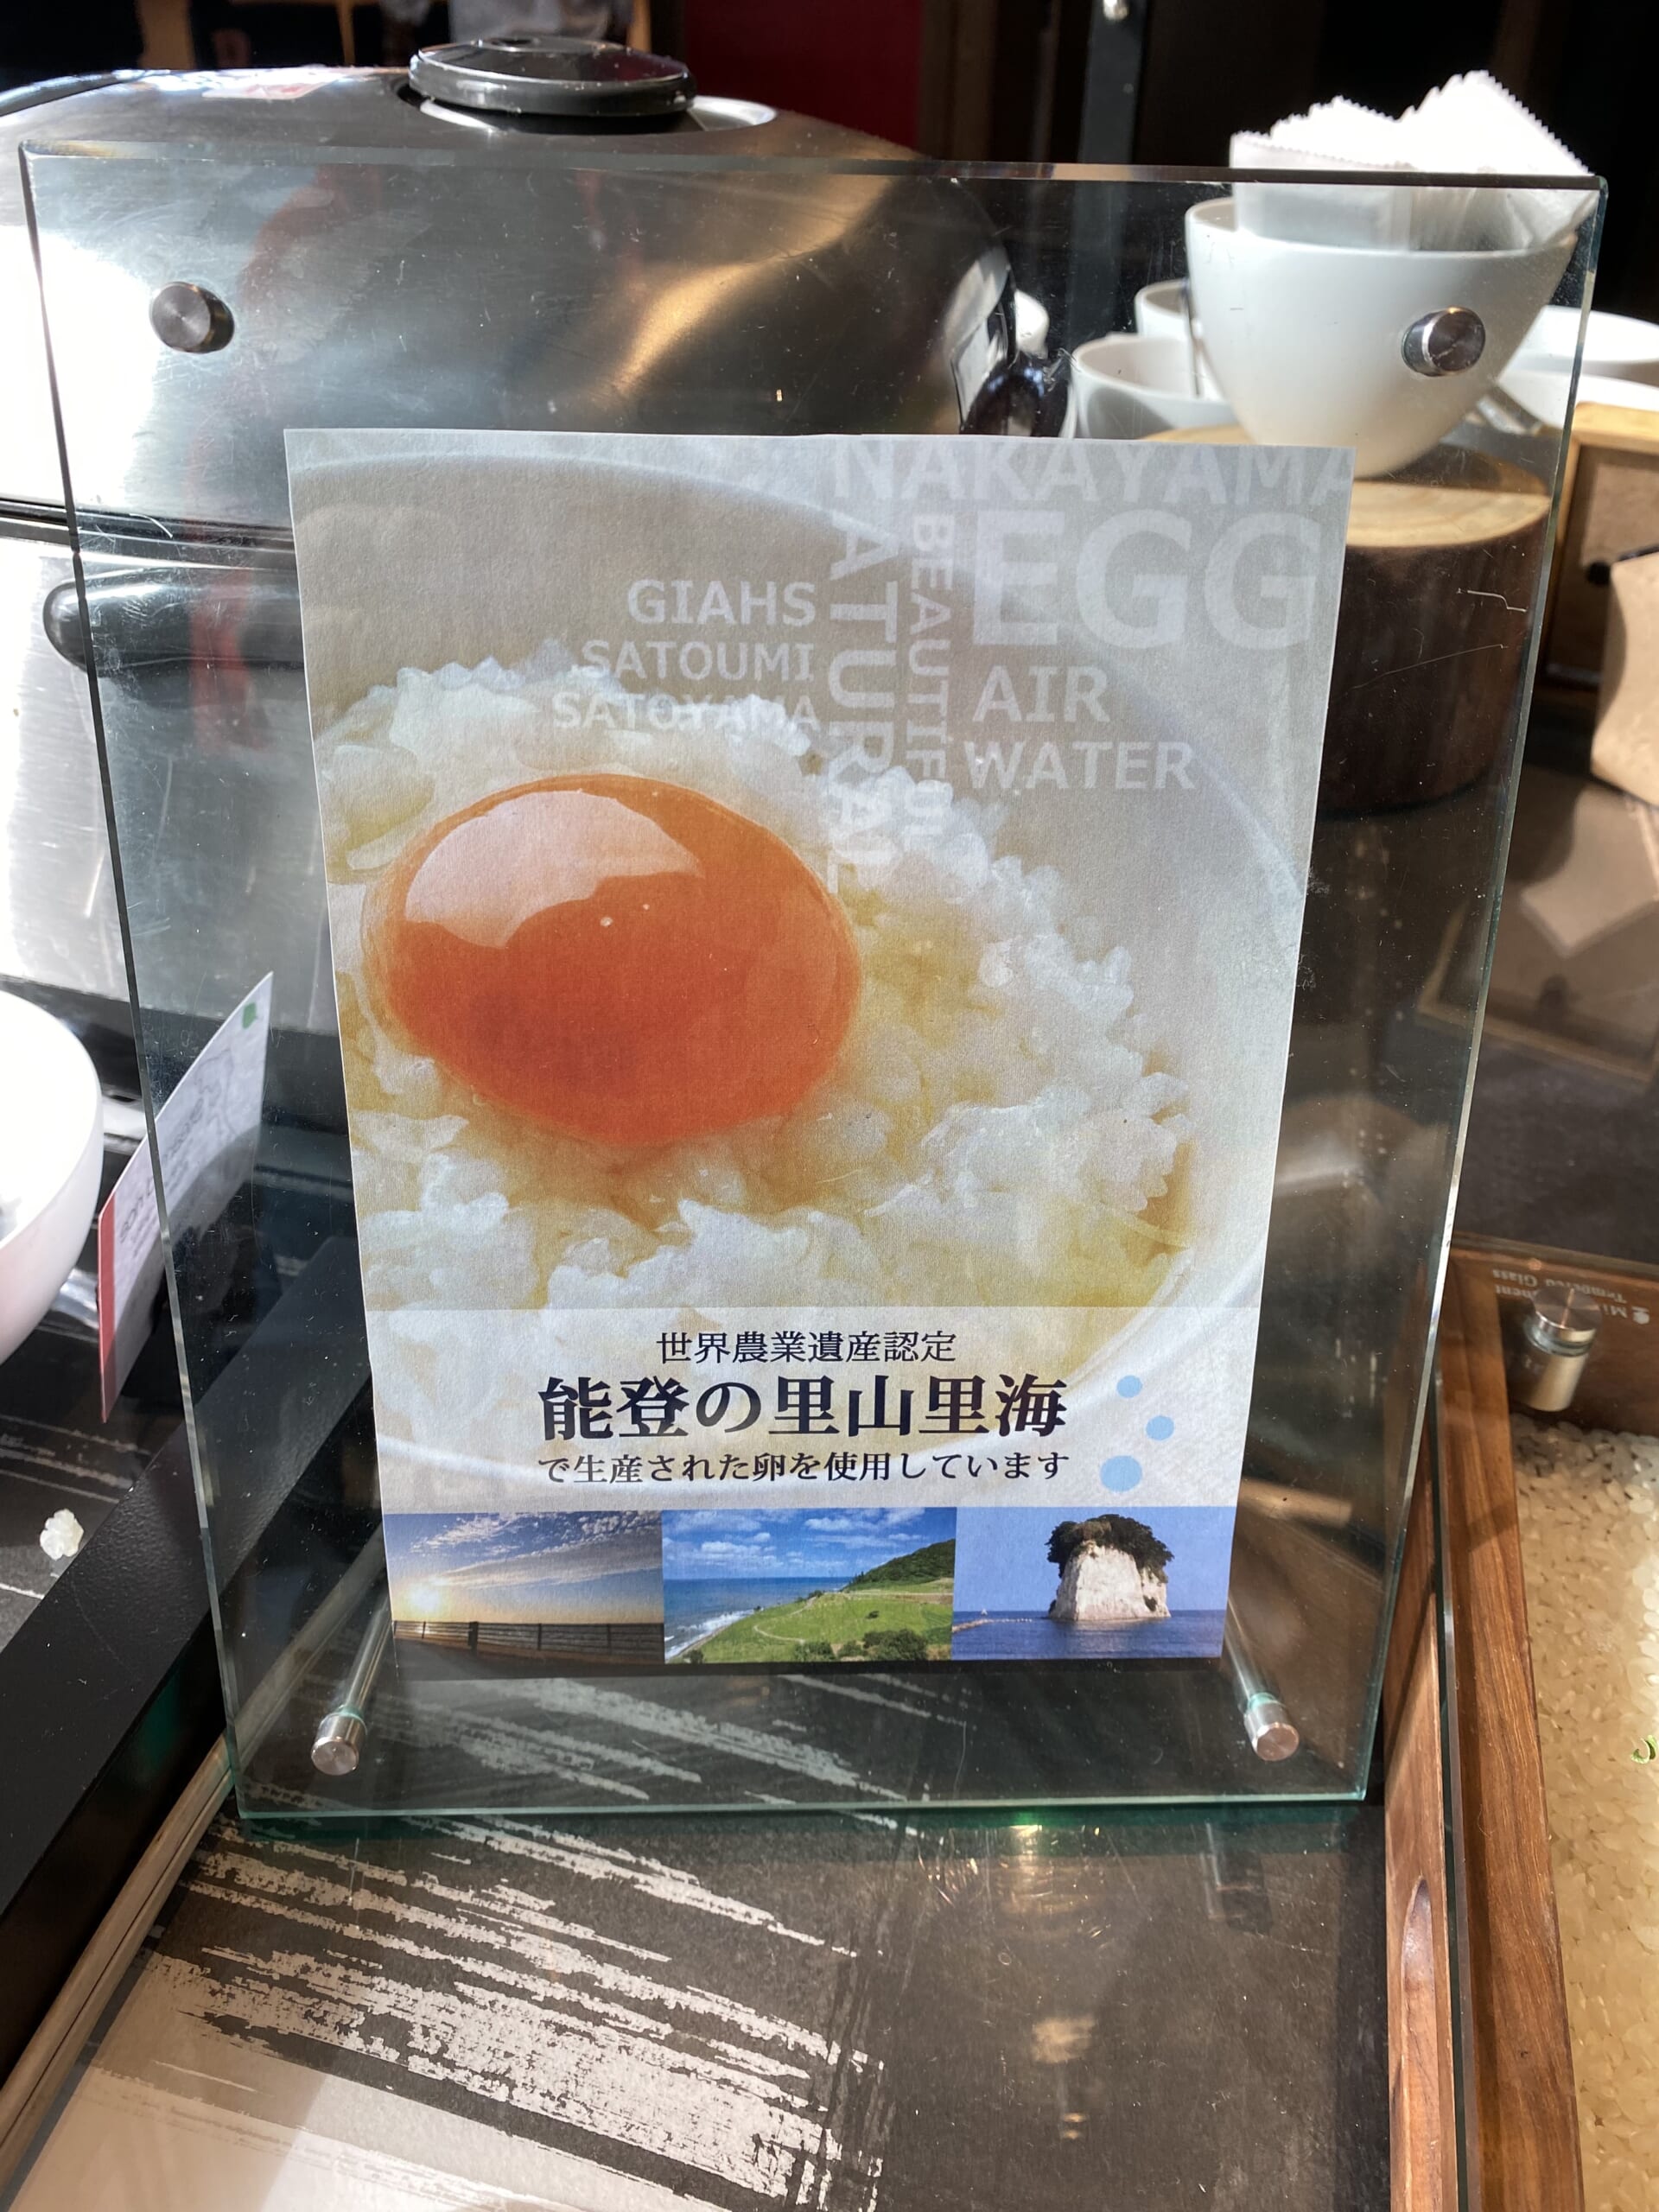 NAKAYAMA
EGG
NATURAL
BEAUTIFUL
GIAHS
SATOUMI
SATOYAMA
AIR
WATER
世界農業遺産認定
能登の里山里海
で生産された卵を使用しています
Tempered Glass